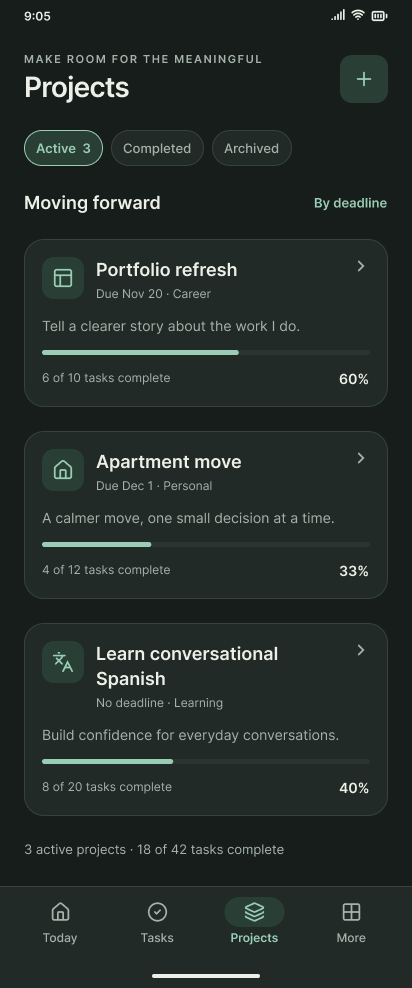 9:05
MAKE ROOM FOR THE MEANINGFUL
Projects
Active 3
Completed
Archived
Moving forward
By deadline
Portfolio refresh
Due Nov 20 · Career
Tell a clearer story about the work I do.
6 of 10 tasks complete
60%
Apartment move
Due Dec 1 · Personal
A calmer move, one small decision at a time.
4 of 12 tasks complete
33%
Learn conversational
Spanish
No deadline · Learning
Build confidence for everyday conversations.
8 of 20 tasks complete
40%
3 active projects · 18 of 42 tasks complete
Today
Tasks
Projects
More